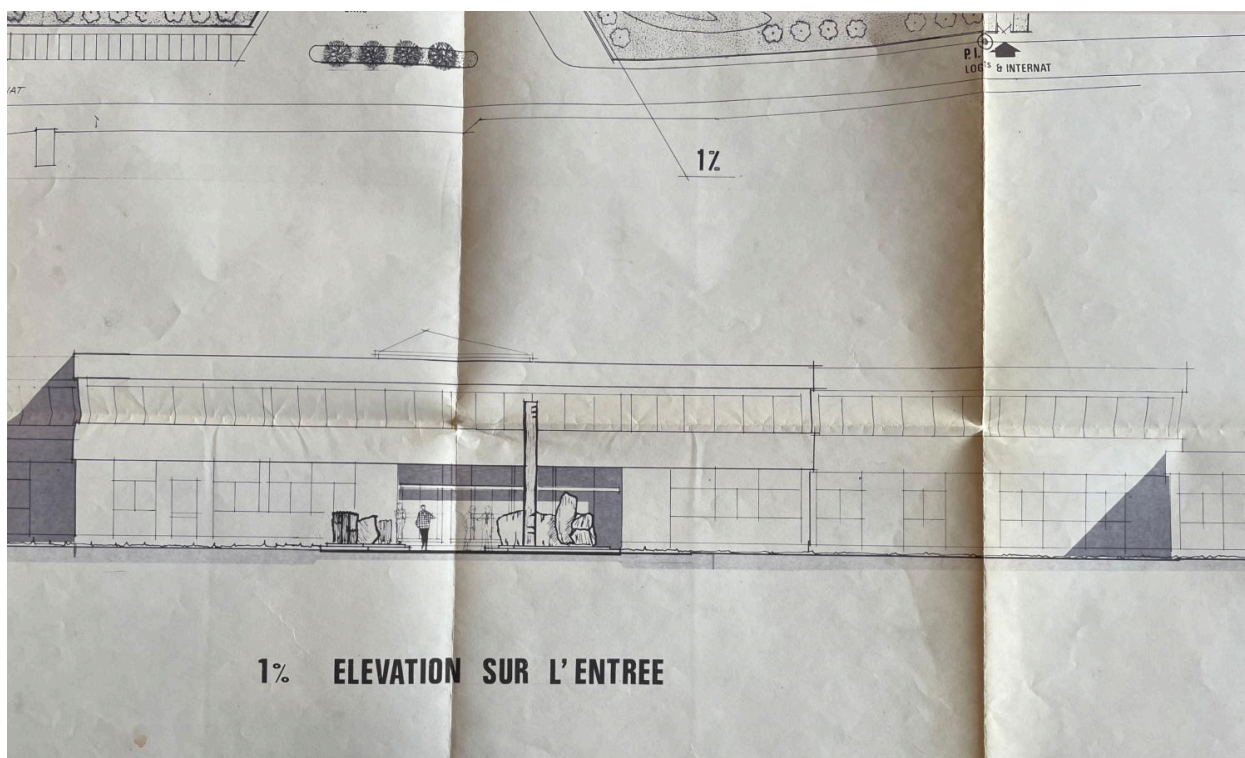 P.I.
LOGTS & INTERNAT
1%
1% ELEVATION SUR L'ENTREE